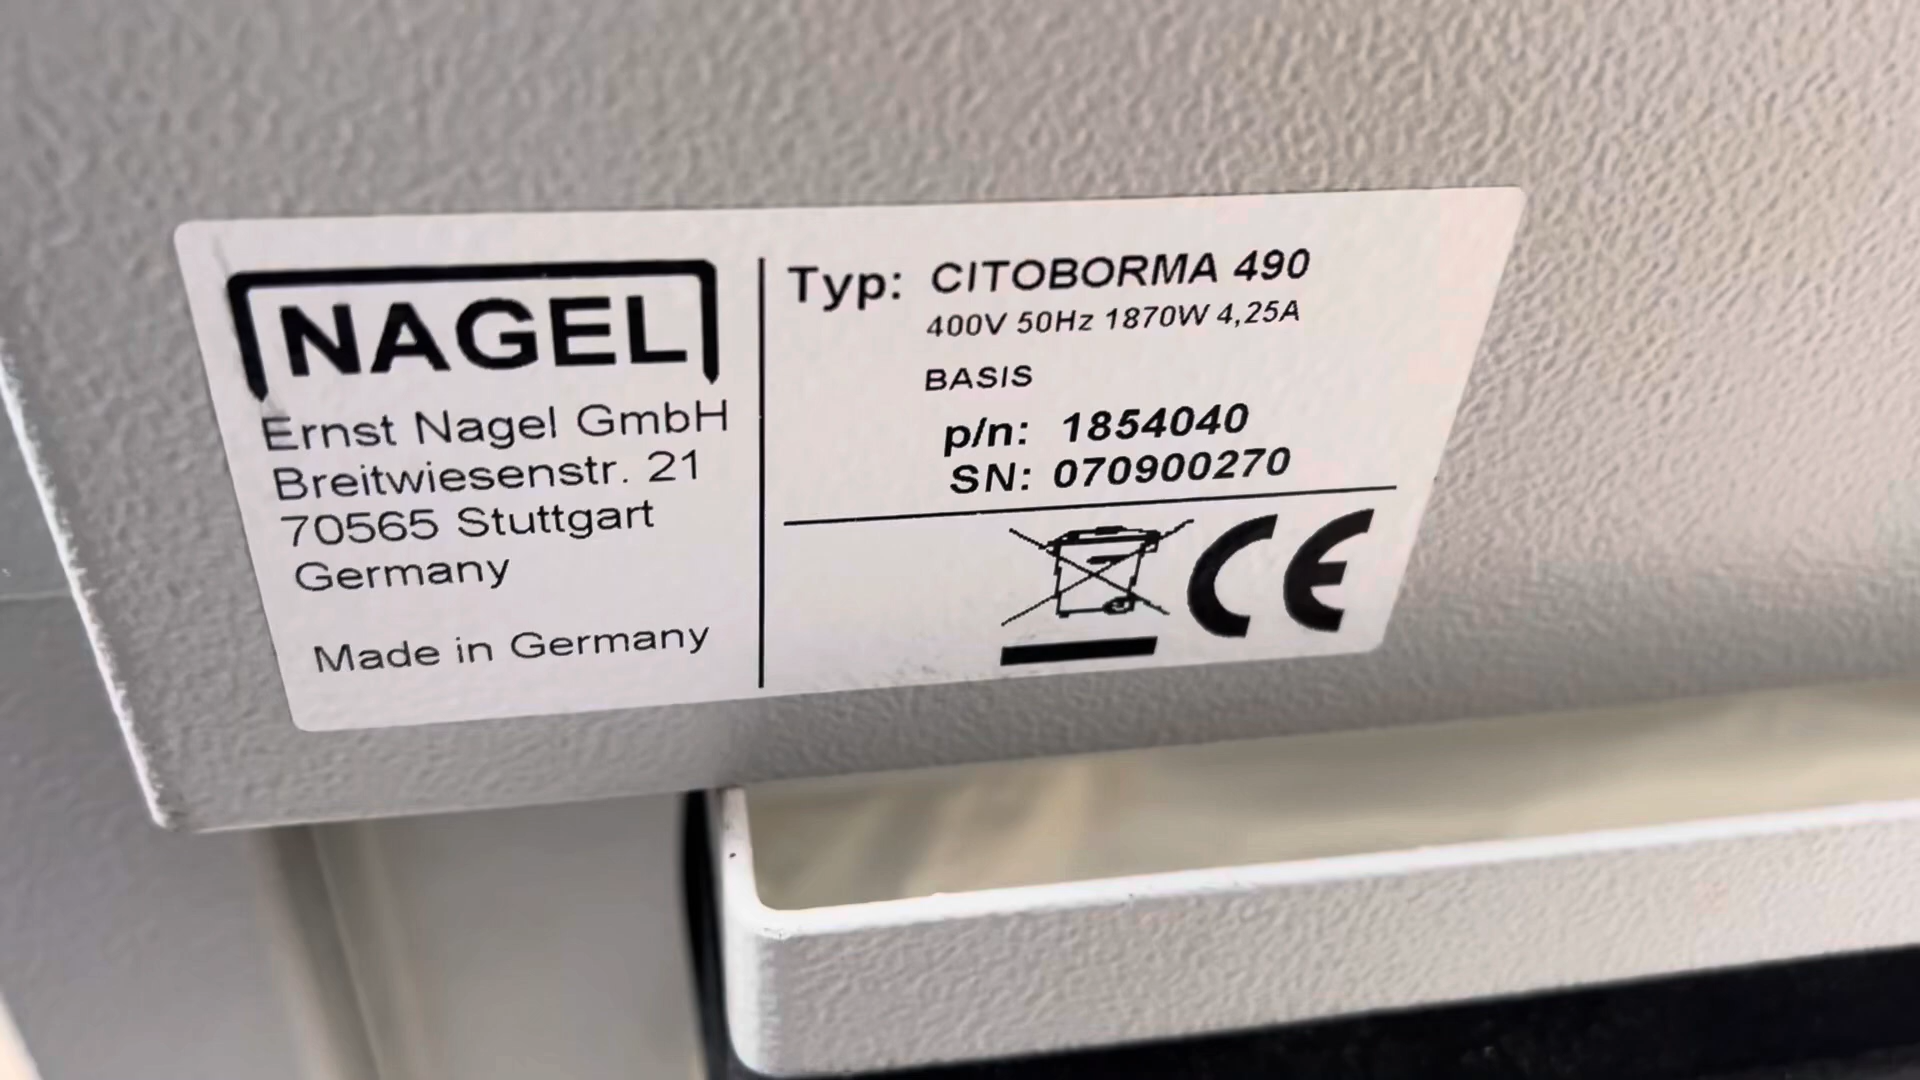 NAGEL
Ernst Nagel GmbH
Breitwiesenstr. 21
70565 Stuttgart
Germany
Made in Germany
Typ: CITOBORMA 490
400V 50Hz 1870W 4,25A
BASIS
p/n: 1854040
SN: 070900270
CE